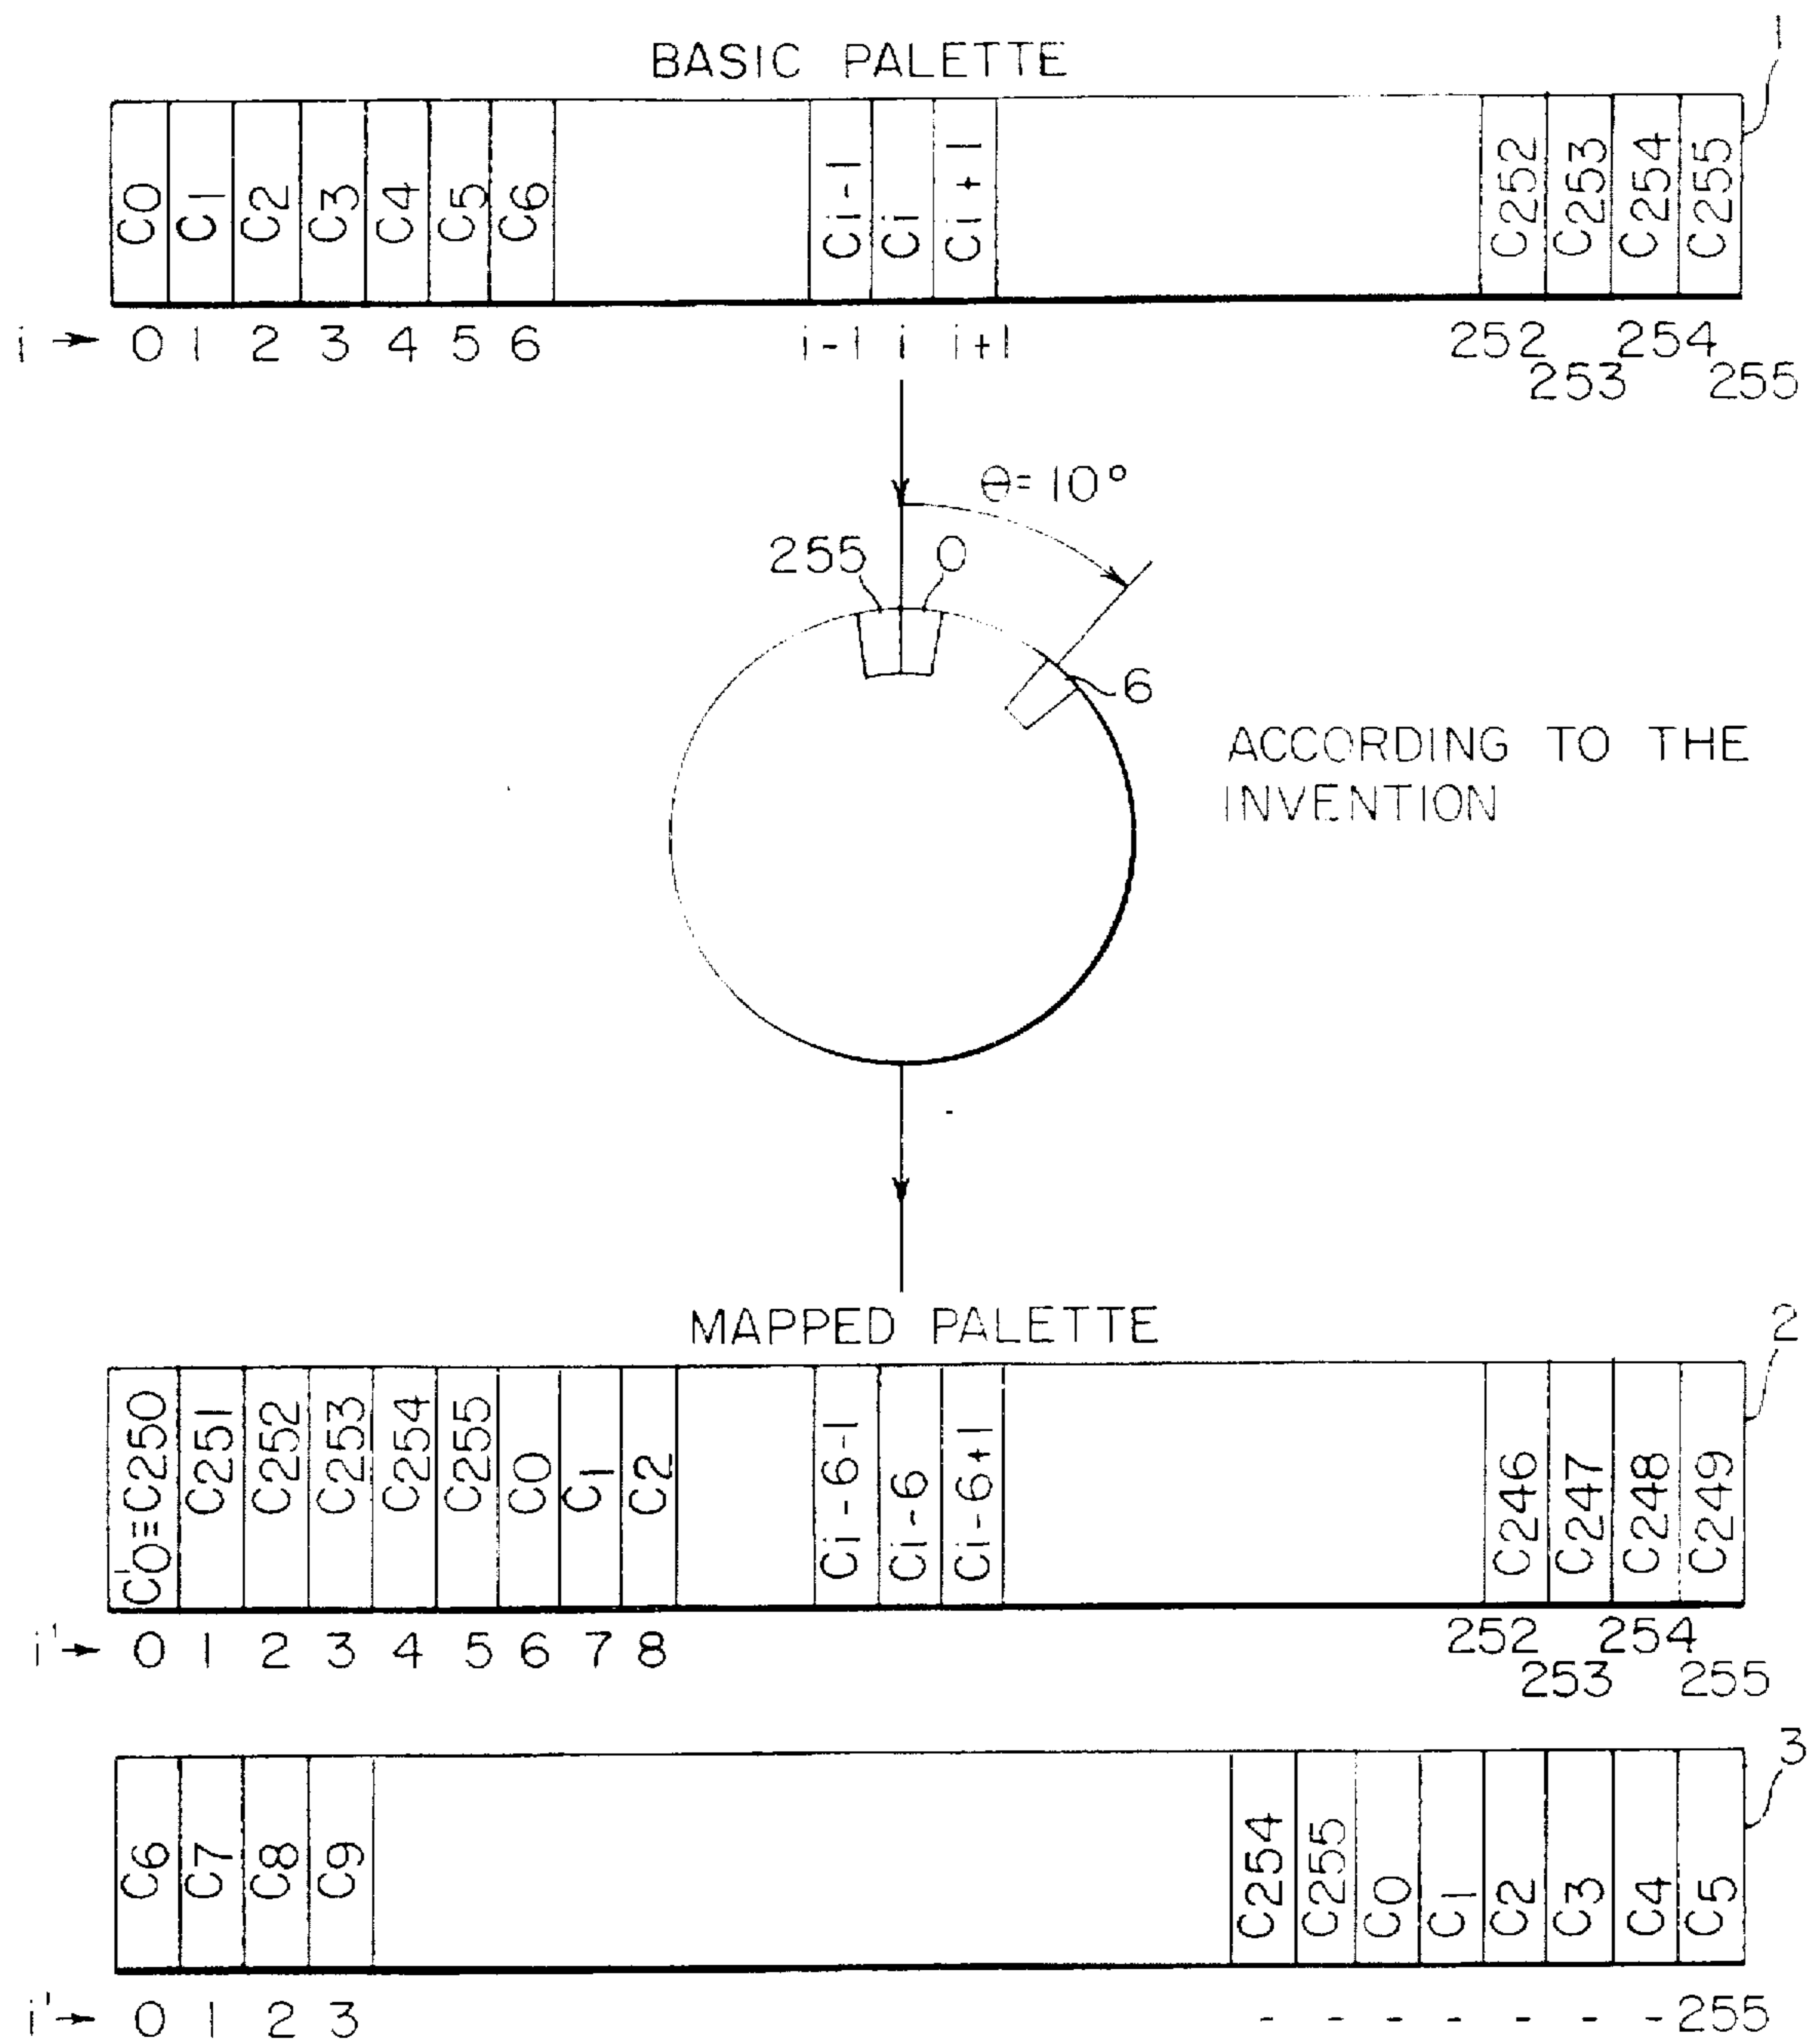 1
BASIC PALETTE
C0 C1 C2 C3 C4 C5 C6 Ci-1 Ci Ci+1 C252 C253 C254 C255
i → 0 1 2 3 4 5 6 i-1 i i+1 252 253 254 255
θ=10°
255 0
6
ACCORDING TO THE
INVENTION
MAPPED PALETTE
2
C'0≡C250 C251 C252 C253 C254 C255 C0 C1 C2 Ci-6-1 Ci-6 Ci-6+1 C246 C247 C248 C249
i' → 0 1 2 3 4 5 6 7 8 252 253 254 255
3
C6 C7 C8 C9 C254 C255 C0 C1 C2 C3 C4 C5
i' → 0 1 2 3 - - - - - - - 255